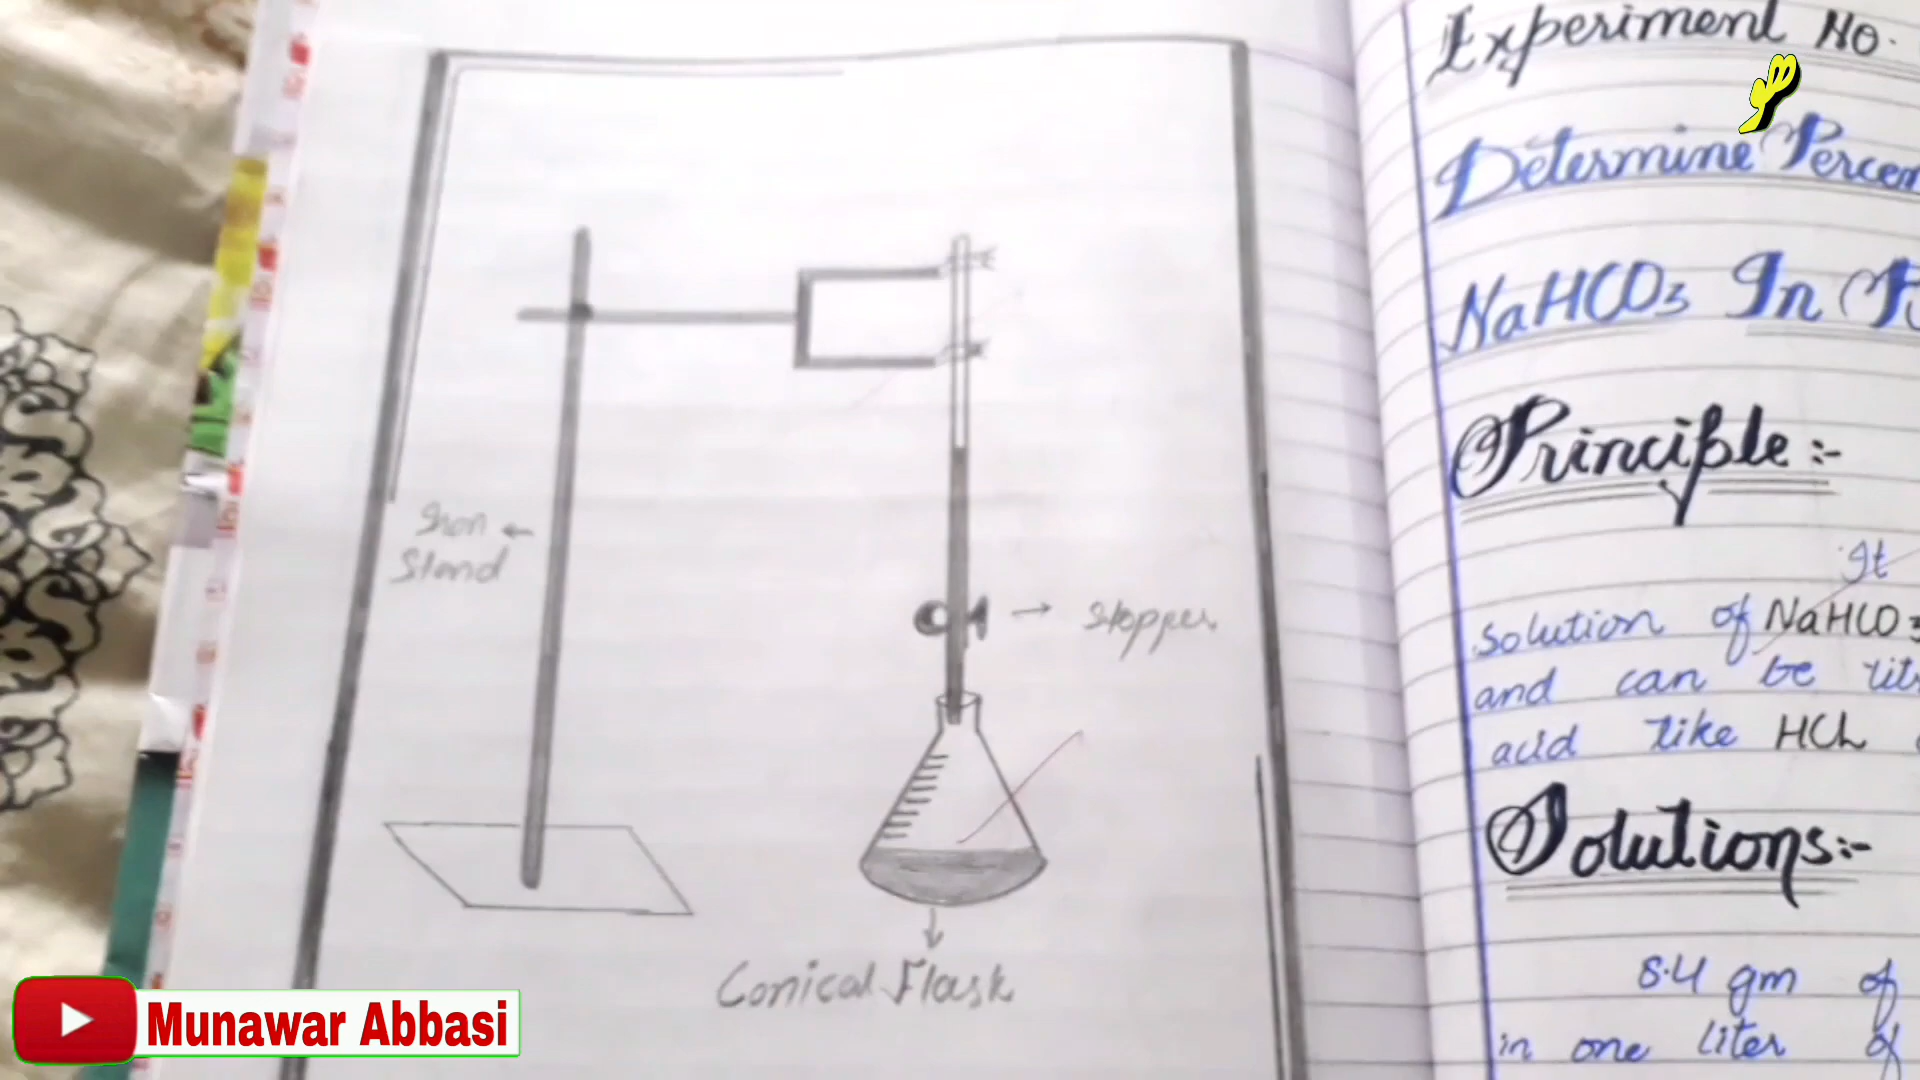 Iron
Stand
Stopper
Conical Flask
Experiment No.
Determine Percen
NaHCO3 In
Principle :-
It
solution of NaHCO3
and can be tit
acid like HCL
Solutions:-
8.4 gm of
in one liter of
Munawar Abbasi